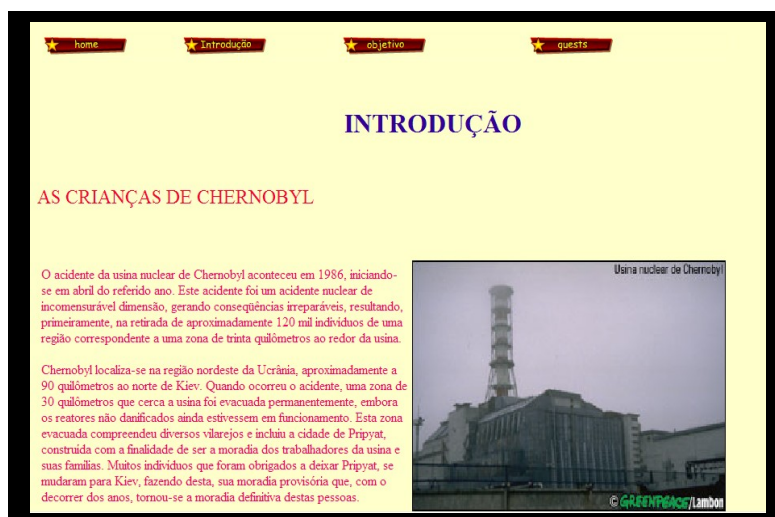 home
Introdução
objetivo
quests
INTRODUÇÃO
AS CRIANÇAS DE CHERNOBYL
O acidente da usina nuclear de Chernobyl aconteceu em 1986, iniciando-
se em abril do referido ano. Este acidente foi um acidente nuclear de
incomensurável dimensão, gerando conseqüências irreparáveis, resultando,
primeiramente, na retirada de aproximadamente 120 mil indivíduos de uma
região correspondente a uma zona de trinta quilômetros ao redor da usina.
Chernobyl localiza-se na região nordeste da Ucrânia, aproximadamente a
90 quilômetros ao norte de Kiev. Quando ocorreu o acidente, uma zona de
30 quilômetros que cerca a usina foi evacuada permanentemente, embora
os reatores não danificados ainda estivessem em funcionamento. Esta zona
evacuada compreendeu diversos vilarejos e incluiu a cidade de Pripyat,
construída com a finalidade de ser a moradia dos trabalhadores da usina e
suas famílias. Muitos indivíduos que foram obrigados a deixar Pripyat, se
mudaram para Kiev, fazendo desta, sua moradia provisória que, com o
decorrer dos anos, tornou-se a moradia definitiva destas pessoas.
Usina nuclear de Chernobyl
© GREENPEACE/Lambon